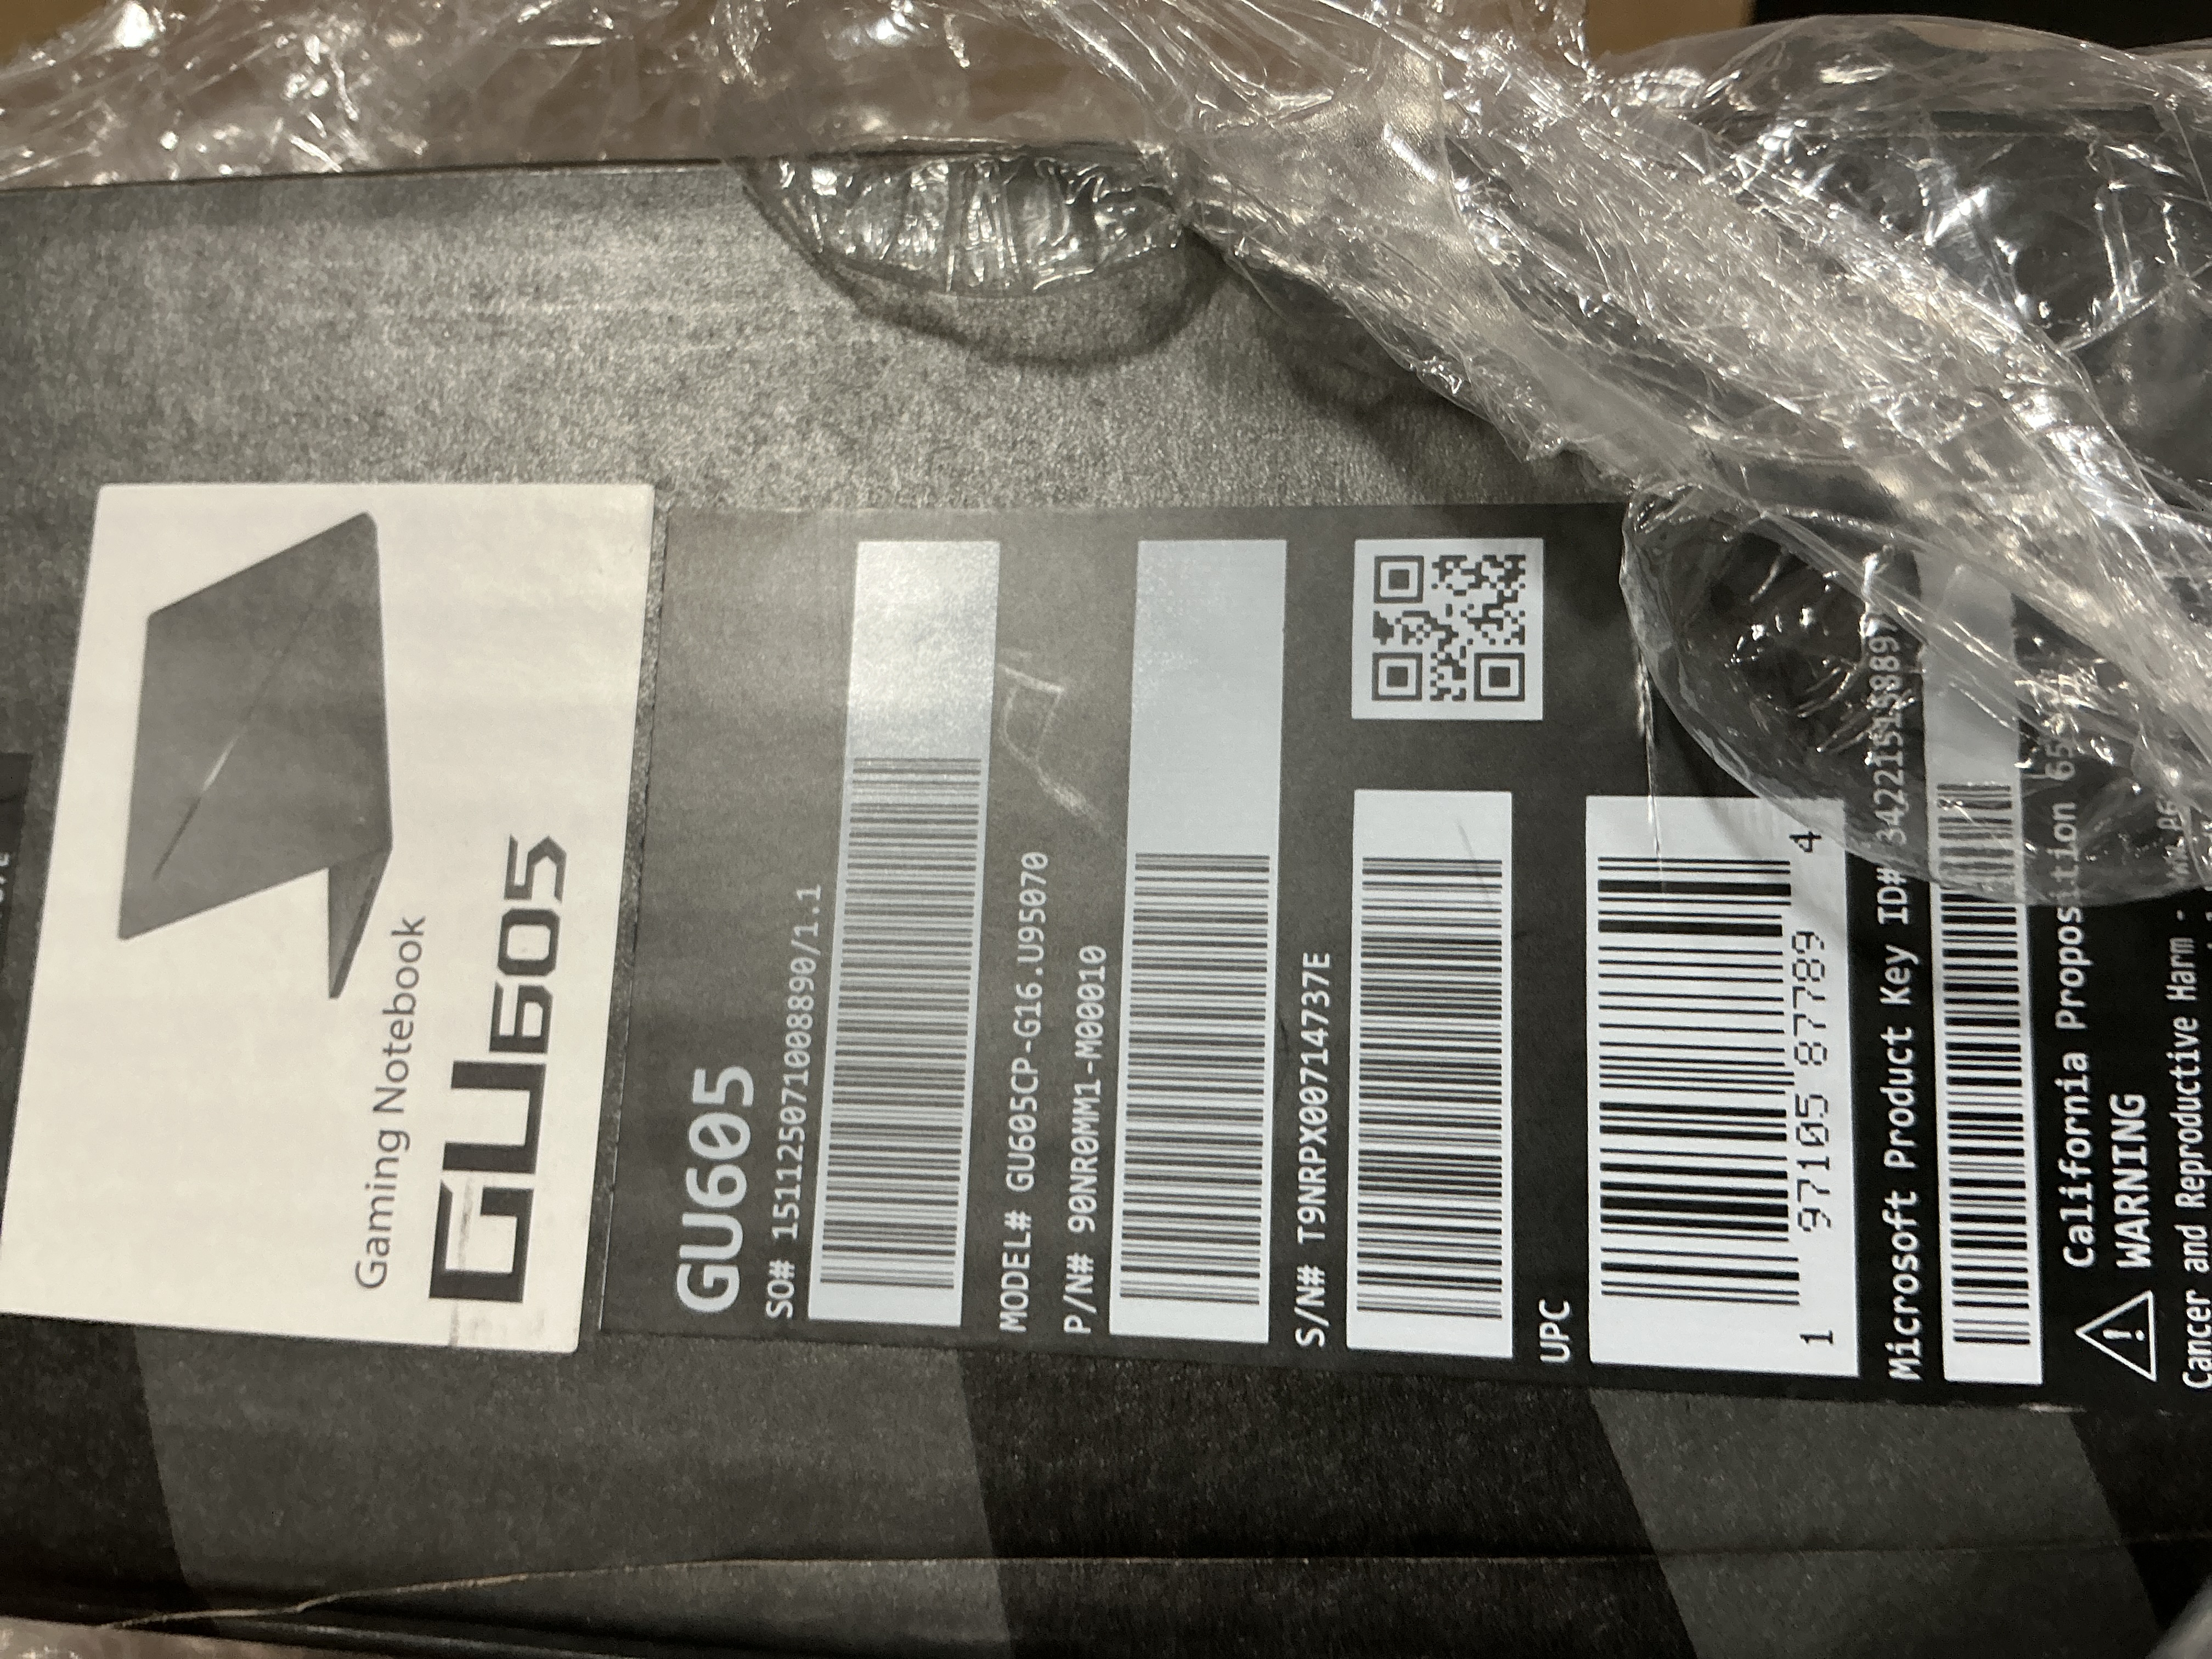 Gaming Notebook
GU605
GU605
SO# 151125071008890/1.1
MODEL# GU605CP-G16.U95070
P/N# 90NR0MM1-M00010
S/N# T9NRPX00714737E
UPC
1 97105 87789 4
Microsoft Product Key ID#
California Proposition
WARNING
Cancer and Reproductive Harm -